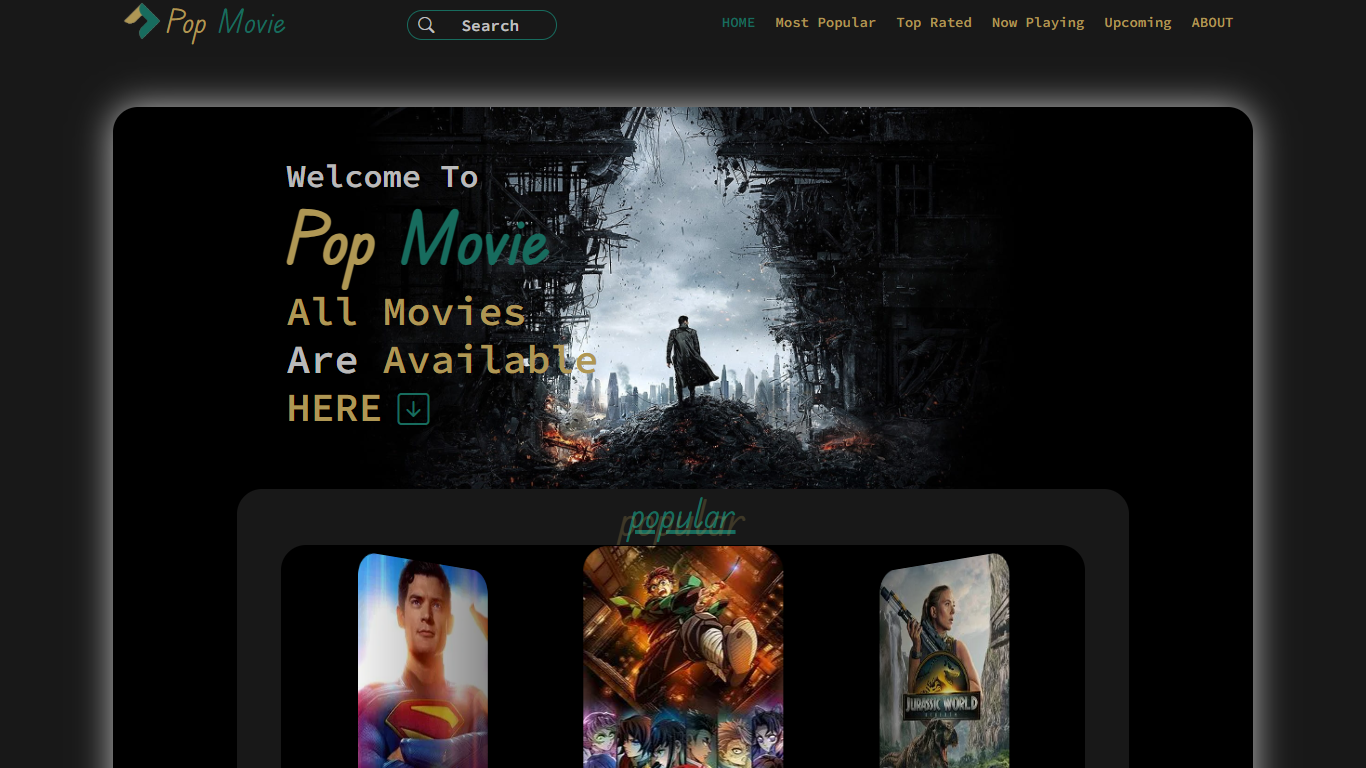 Pop Movie
Search
HOME Most Popular Top Rated Now Playing Upcoming ABOUT
Welcome To
Pop Movie
All Movies
Are Available
HERE
popular
JURASSIC WORLD